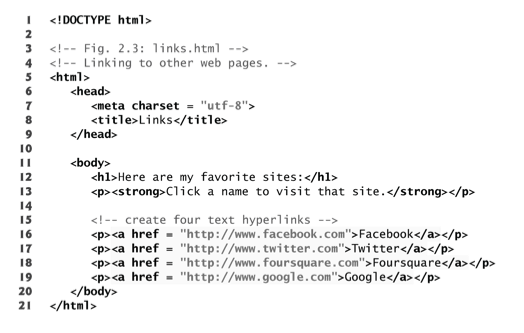 1 <!DOCTYPE html>
2
3 <!-- Fig. 2.3: links.html -->
4 <!-- Linking to other web pages. -->
5 <html>
6 <head>
7 <meta charset = "utf-8">
8 <title>Links</title>
9 </head>
10
11 <body>
12 <h1>Here are my favorite sites:</h1>
13 <p><strong>Click a name to visit that site.</strong></p>
14
15 <!-- create four text hyperlinks -->
16 <p><a href = "http://www.facebook.com">Facebook</a></p>
17 <p><a href = "http://www.twitter.com">Twitter</a></p>
18 <p><a href = "http://www.foursquare.com">Foursquare</a></p>
19 <p><a href = "http://www.google.com">Google</a></p>
20 </body>
21 </html>